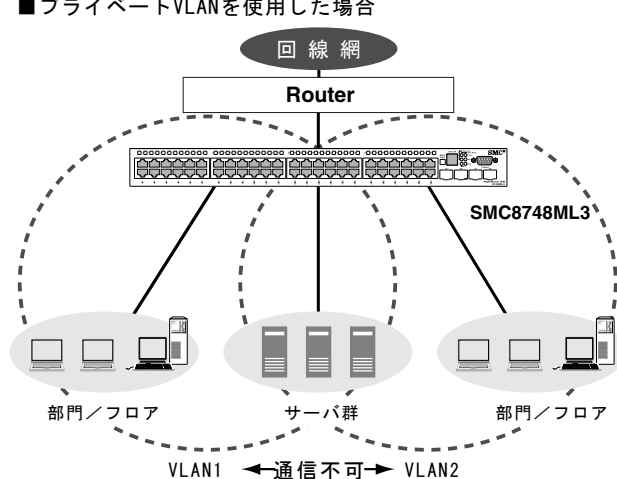 ■プライベートVLANを使用した場合
回 線 網
Router
SMC
SMC8748ML3
部門／フロア
サーバ群
部門／フロア
VLAN1 ◄通信不可► VLAN2